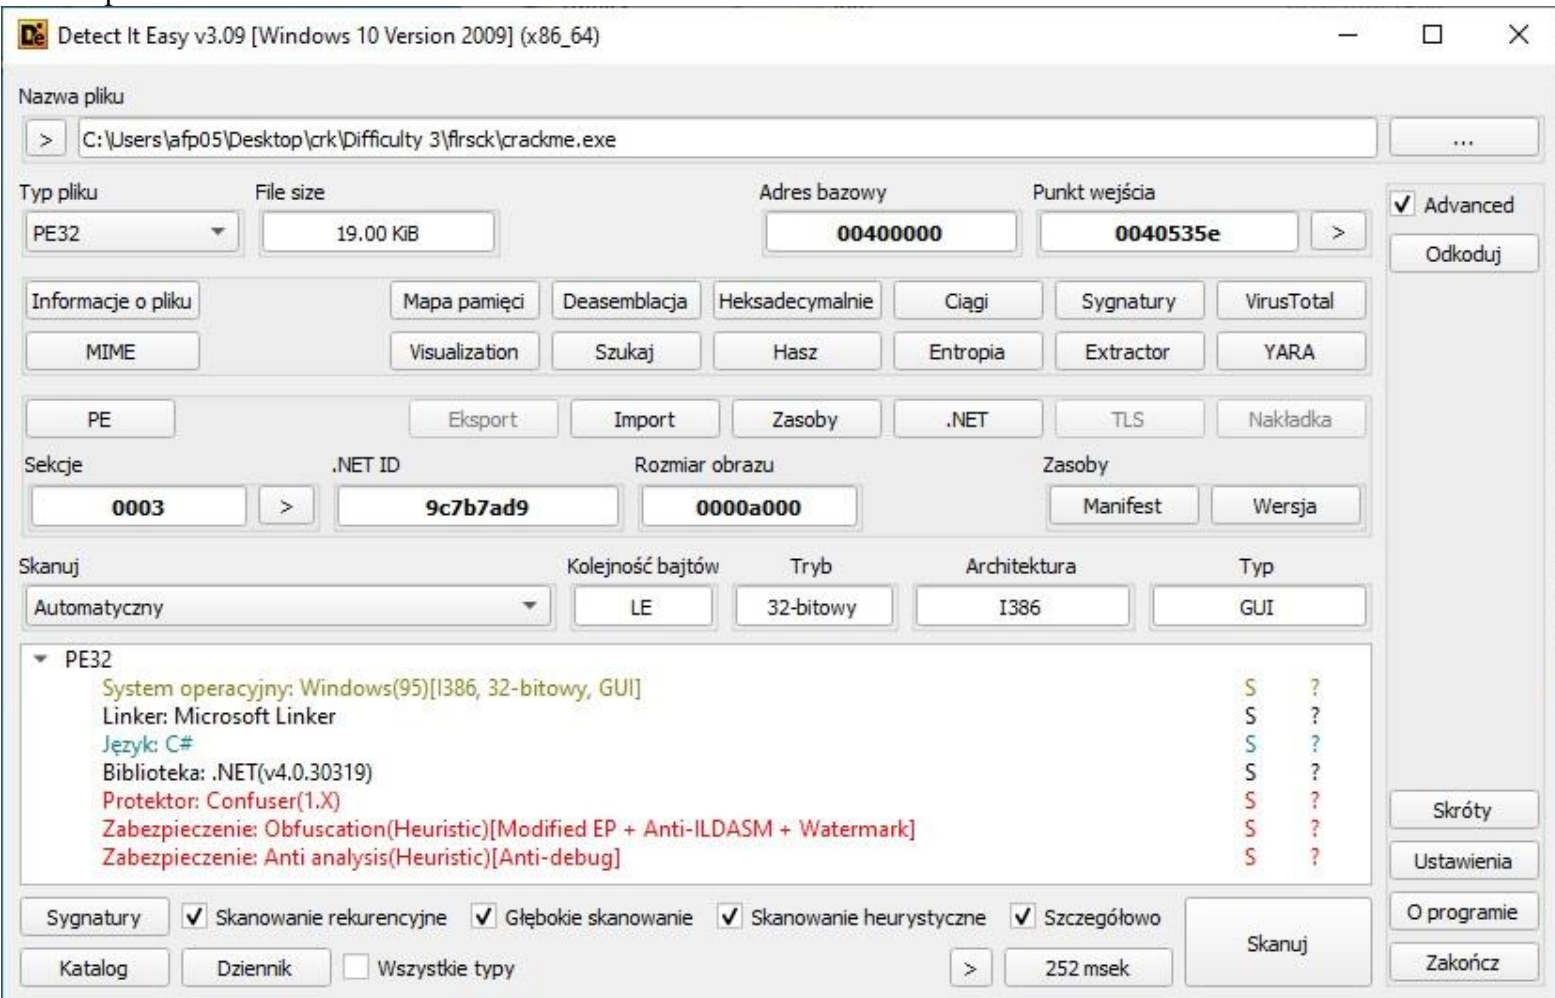 Detect It Easy v3.09 [Windows 10 Version 2009] (x86_64)
Nazwa pliku
> C:\Users\afp05\Desktop\crk\Difficulty 3\flrsck\crackme.exe ...
Typ pliku File size Adres bazowy Punkt wejścia
PE32 19.00 KiB 00400000 0040535e >
Advanced
Odkoduj
Informacje o pliku Mapa pamięci Deasemblacja Heksadecymalnie Ciągi Sygnatury VirusTotal
MIME Visualization Szukaj Hasz Entropia Extractor YARA
PE Eksport Import Zasoby .NET TLS Nakładka
Sekcje .NET ID Rozmiar obrazu Zasoby
0003 > 9c7b7ad9 0000a000 Manifest Wersja
Skanuj Kolejność bajtów Tryb Architektura Typ
Automatyczny LE 32-bitowy I386 GUI
PE32
System operacyjny: Windows(95)[I386, 32-bitowy, GUI] S ?
Linker: Microsoft Linker S ?
Język: C# S ?
Biblioteka: .NET(v4.0.30319) S ?
Protektor: Confuser(1.X) S ?
Zabezpieczenie: Obfuscation(Heuristic)[Modified EP + Anti-ILDASM + Watermark] S ?
Zabezpieczenie: Anti analysis(Heuristic)[Anti-debug] S ?
Skróty
Ustawienia
O programie
Zakończ
Sygnatury Skanowanie rekurencyjne Głębokie skanowanie Skanowanie heurystyczne Szczegółowo Skanuj
Katalog Dziennik Wszystkie typy > 252 msek